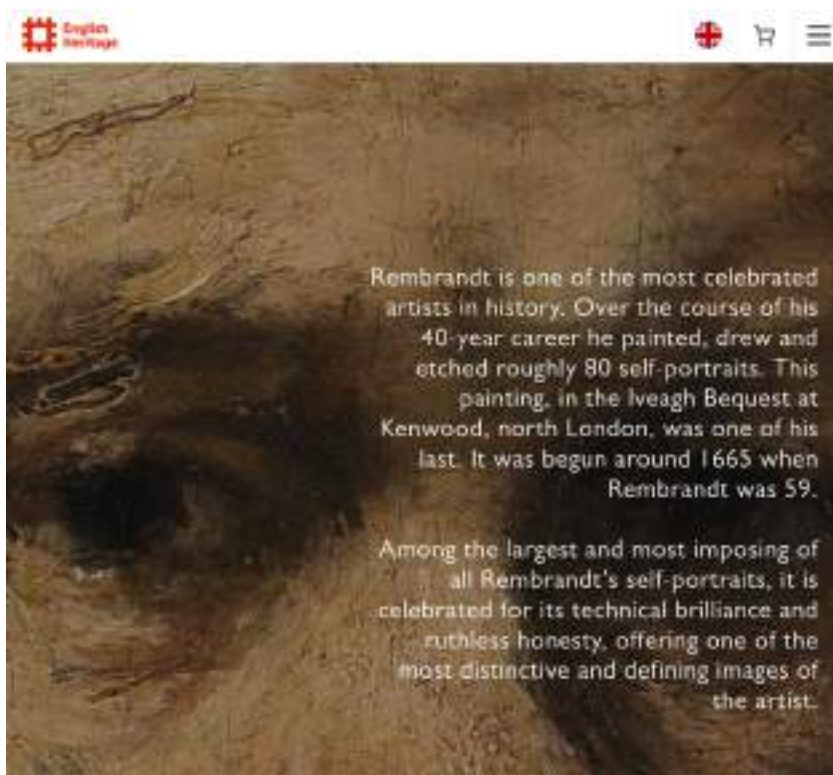 English
Heritage
Rembrandt is one of the most celebrated
artists in history. Over the course of his
40-year career he painted, drew and
etched roughly 80 self-portraits. This
painting, in the Iveagh Bequest at
Kenwood, north London, was one of his
last. It was begun around 1665 when
Rembrandt was 59.
Among the largest and most imposing of
all Rembrandt's self-portraits, it is
celebrated for its technical brilliance and
ruthless honesty, offering one of the
most distinctive and defining images of
the artist.